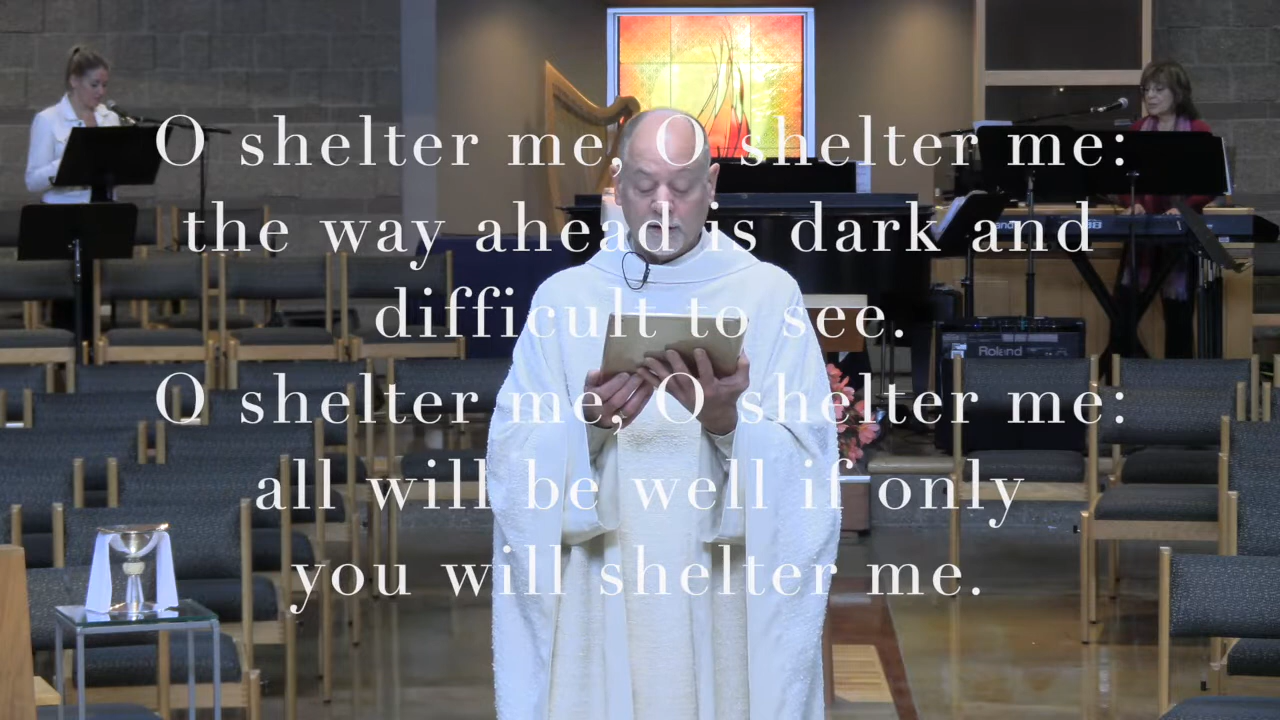 O shelter me, O shelter me:
the way ahead is dark and
difficult to see.
O shelter me, O shelter me:
all will be well if only
you will shelter me.
Roland